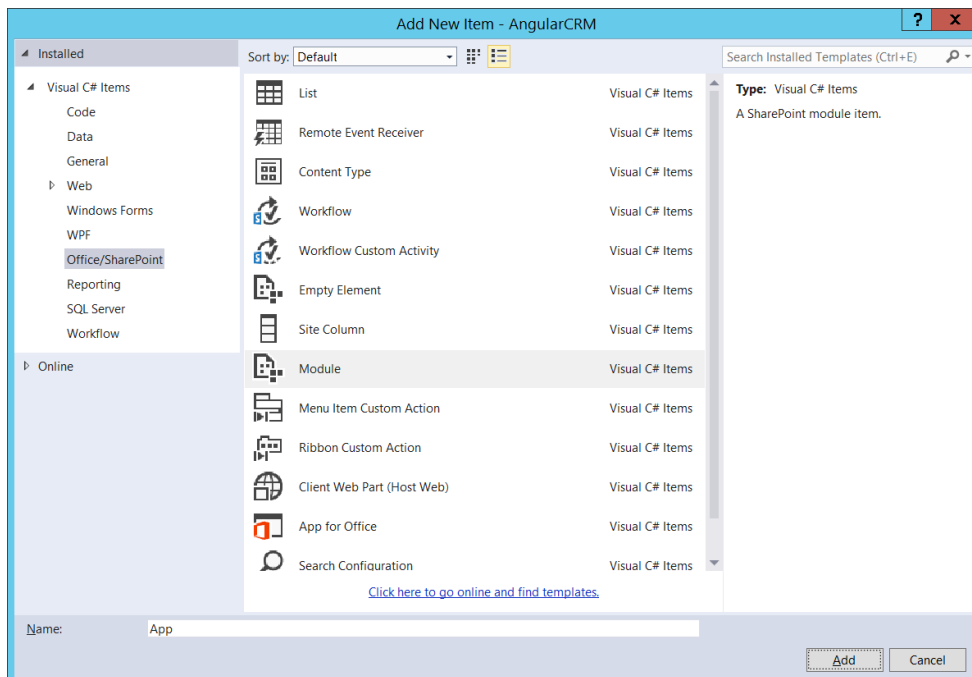 Add New Item - AngularCRM
? x
Installed
Sort by: Default
Search Installed Templates (Ctrl+E)
Visual C# Items
Code
Data
General
Web
Windows Forms
WPF
Office/SharePoint
Reporting
SQL Server
Workflow
Online
List Visual C# Items
Remote Event Receiver Visual C# Items
Content Type Visual C# Items
Workflow Visual C# Items
Workflow Custom Activity Visual C# Items
Empty Element Visual C# Items
Site Column Visual C# Items
Module Visual C# Items
Menu Item Custom Action Visual C# Items
Ribbon Custom Action Visual C# Items
Client Web Part (Host Web) Visual C# Items
App for Office Visual C# Items
Search Configuration Visual C# Items
Click here to go online and find templates.
Type: Visual C# Items
A SharePoint module item.
Name: App
Add Cancel